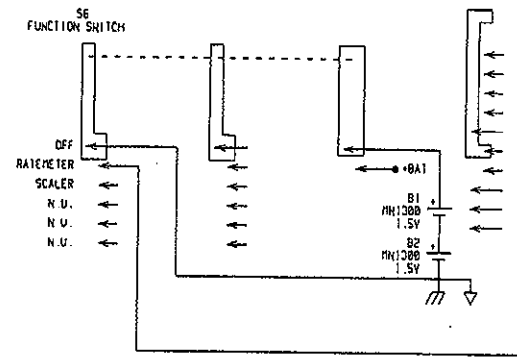 S6
FUNCTION SWITCH
OFF
RATEMETER
SCALER
N.U.
N.U.
N.U.
+BAT
B1
MN1300
1.5V
B2
MN1300
1.5V